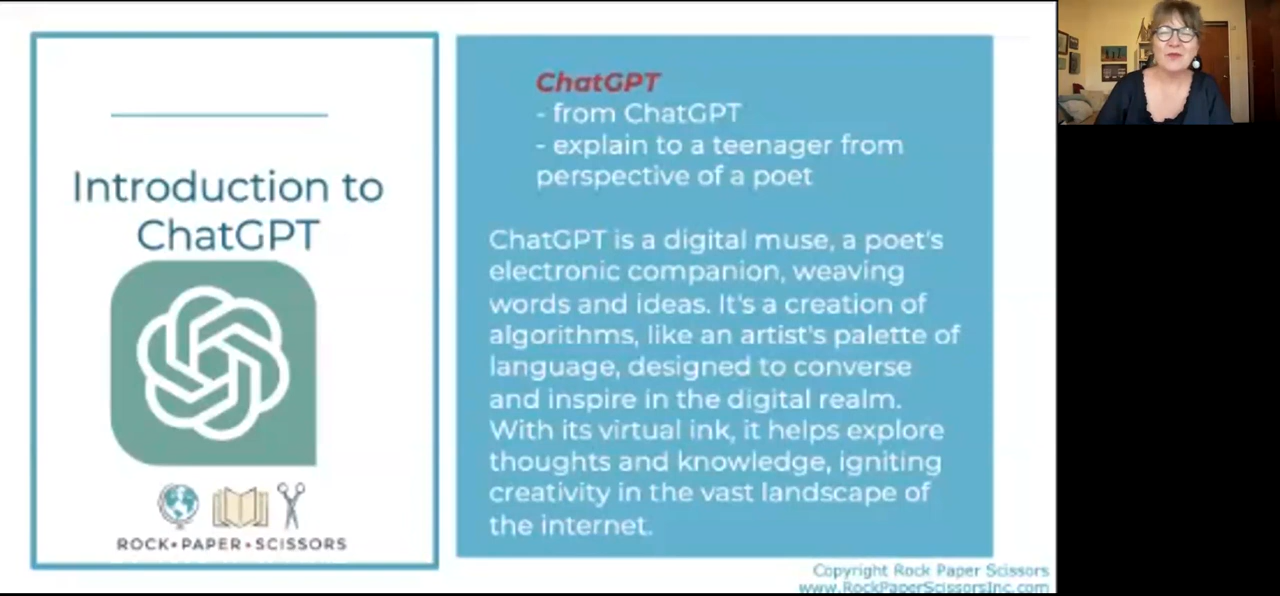 Introduction to
ChatGPT
ROCK•PAPER•SCISSORS
ChatGPT
- from ChatGPT
- explain to a teenager from
perspective of a poet
ChatGPT is a digital muse, a poet's
electronic companion, weaving
words and ideas. It's a creation of
algorithms, like an artist's palette of
language, designed to converse
and inspire in the digital realm.
With its virtual ink, it helps explore
thoughts and knowledge, igniting
creativity in the vast landscape of
the internet.
Copyright Rock Paper Scissors
www.RockPaperScissorsInc.com